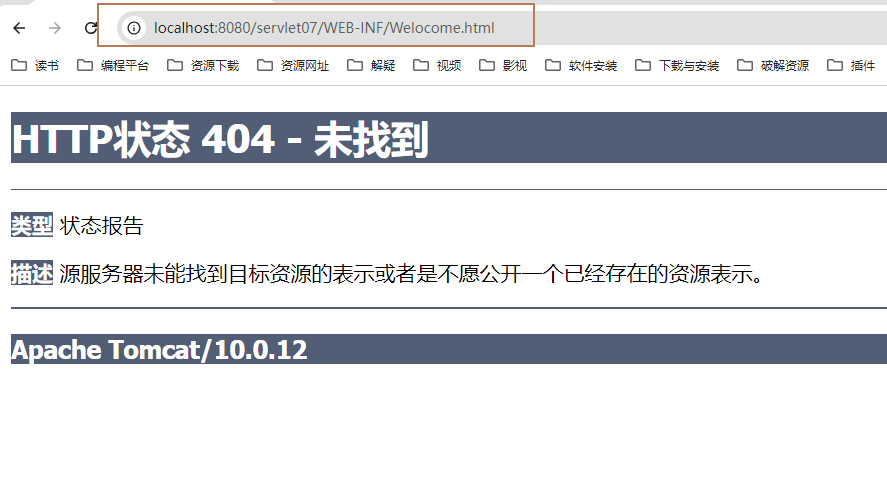 localhost:8080/servlet07/WEB-INF/Welocome.html
读书 编程平台 资源下载 资源网址 解疑 视频 影视 软件安装 下载与安装 破解资源 插件
HTTP状态 404 - 未找到
类型 状态报告
描述 源服务器未能找到目标资源的表示或者是不愿公开一个已经存在的资源表示。
Apache Tomcat/10.0.12